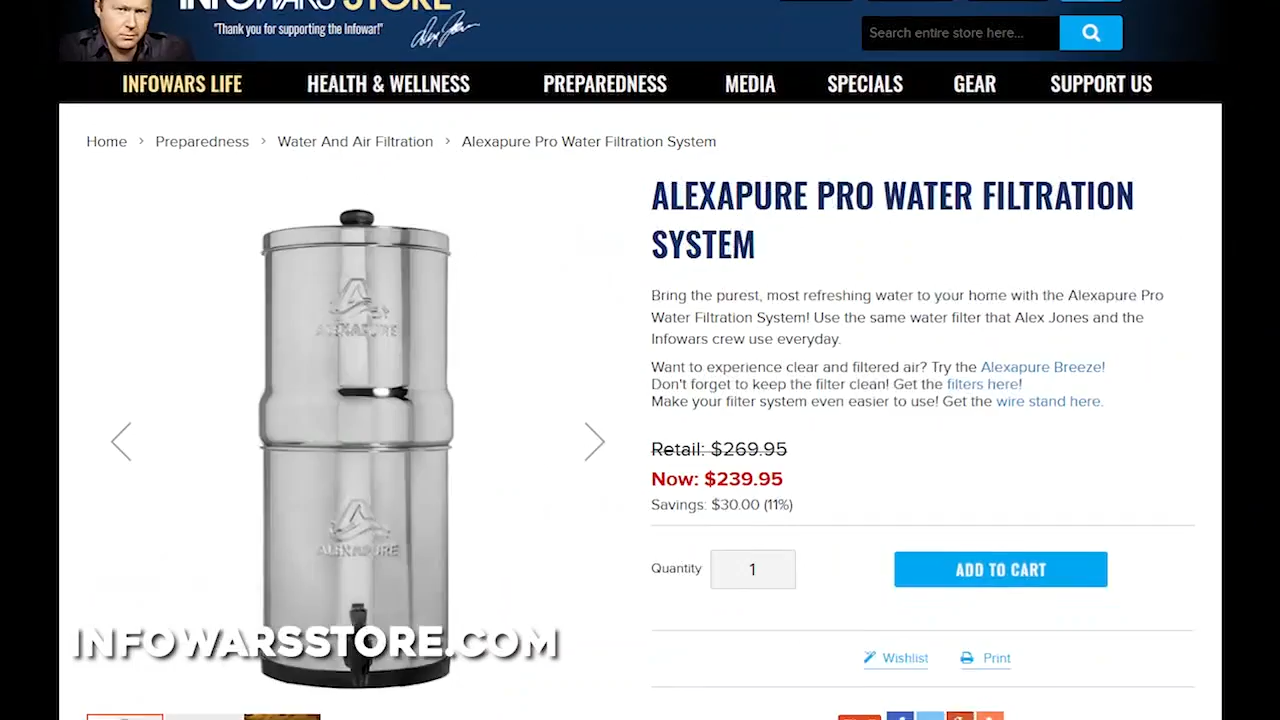 INFOWARS STORE
"Thank you for supporting the Infowar!"
Alex Jones
Search entire store here...
INFOWARS LIFE
HEALTH & WELLNESS
PREPAREDNESS
MEDIA
SPECIALS
GEAR
SUPPORT US
Home > Preparedness > Water And Air Filtration > Alexapure Pro Water Filtration System
ALEXAPURE PRO WATER FILTRATION
SYSTEM
Bring the purest, most refreshing water to your home with the Alexapure Pro
Water Filtration System! Use the same water filter that Alex Jones and the
Infowars crew use everyday.
Want to experience clear and filtered air? Try the Alexapure Breeze!
Don't forget to keep the filter clean! Get the filters here!
Make your filter system even easier to use! Get the wire stand here.
Retail: $269.95
Now: $239.95
Savings: $30.00 (11%)
Quantity
1
ADD TO CART
Wishlist
Print
ALEXAPURE
ALEXAPURE
INFOWARSSTORE.COM